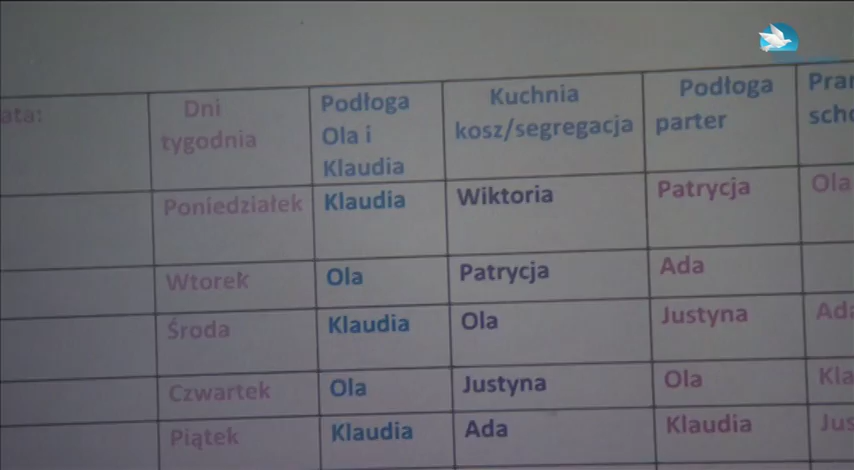 ata:
Dni
tygodnia
Podłoga
Ola i
Klaudia
Kuchnia
kosz/segregacja
Podłoga
parter
Poniedziałek Klaudia Wiktoria Patrycja Ola
Wtorek Ola Patrycja Ada
Środa Klaudia Ola Justyna Ada
Czwartek Ola Justyna Ola
Piątek Klaudia Ada Klaudia